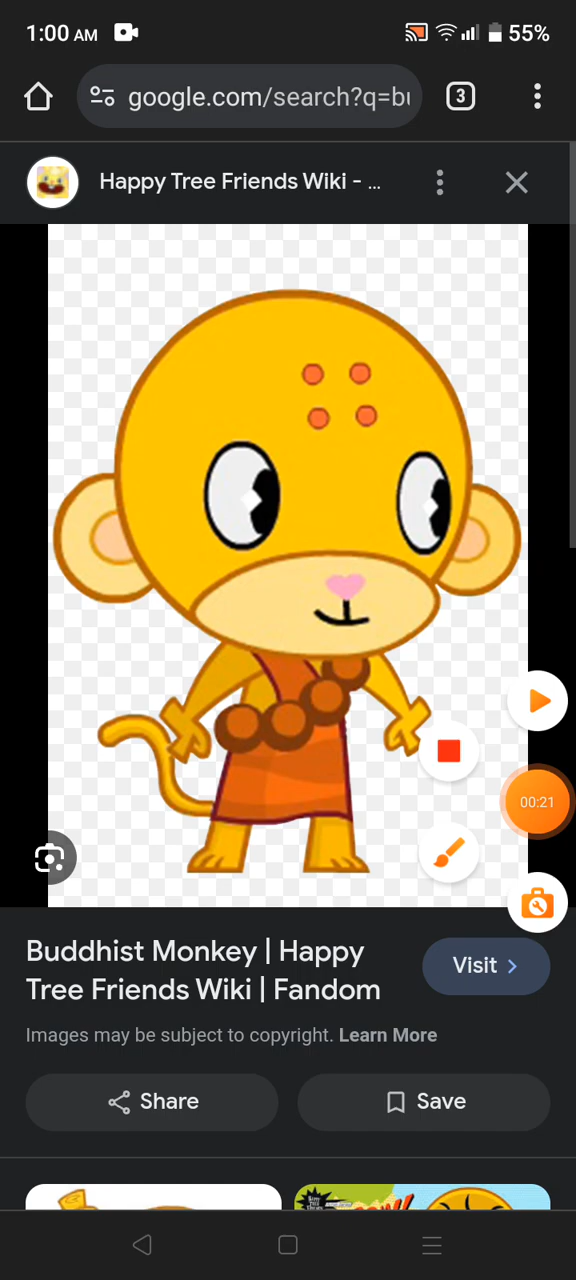 1:00 AM 55%
google.com/search?q=bu
3
Happy Tree Friends Wiki - ...
00:21
Buddhist Monkey | Happy
Tree Friends Wiki | Fandom
Visit
Images may be subject to copyright. Learn More
Share
Save